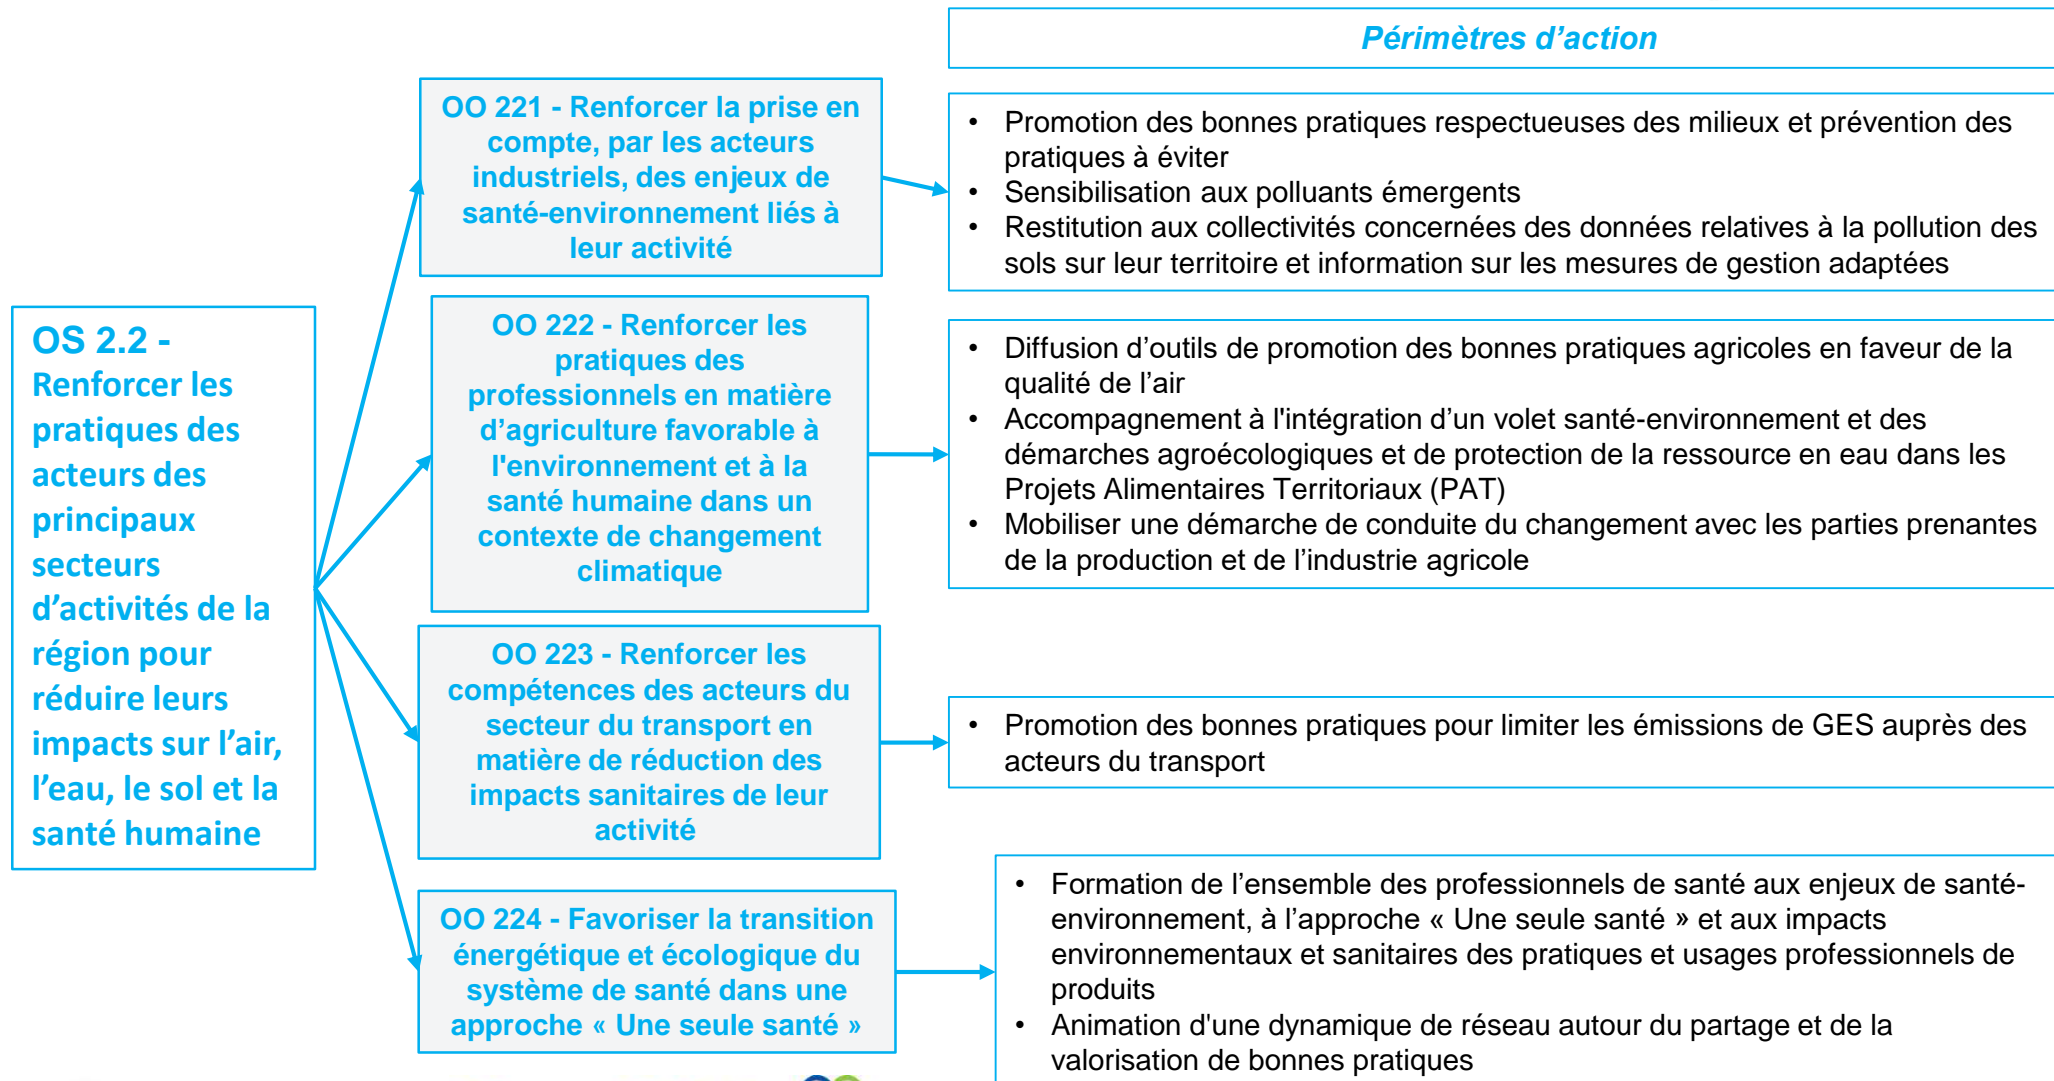 Périmètres d’action
OO 221 - Renforcer la prise en
compte, par les acteurs
industriels, des enjeux de
santé-environnement liés à
leur activité
• Promotion des bonnes pratiques respectueuses des milieux et prévention des
pratiques à éviter
• Sensibilisation aux polluants émergents
• Restitution aux collectivités concernées des données relatives à la pollution des
sols sur leur territoire et information sur les mesures de gestion adaptées
OS 2.2 -
Renforcer les
pratiques des
acteurs des
principaux
secteurs
d’activités de la
région pour
réduire leurs
impacts sur l’air,
l’eau, le sol et la
santé humaine
OO 222 - Renforcer les
pratiques des
professionnels en matière
d’agriculture favorable à
l'environnement et à la
santé humaine dans un
contexte de changement
climatique
• Diffusion d’outils de promotion des bonnes pratiques agricoles en faveur de la
qualité de l’air
• Accompagnement à l'intégration d’un volet santé-environnement et des
démarches agroécologiques et de protection de la ressource en eau dans les
Projets Alimentaires Territoriaux (PAT)
• Mobiliser une démarche de conduite du changement avec les parties prenantes
de la production et de l’industrie agricole
OO 223 - Renforcer les
compétences des acteurs du
secteur du transport en
matière de réduction des
impacts sanitaires de leur
activité
• Promotion des bonnes pratiques pour limiter les émissions de GES auprès des
acteurs du transport
OO 224 - Favoriser la transition
énergétique et écologique du
système de santé dans une
approche « Une seule santé »
• Formation de l’ensemble des professionnels de santé aux enjeux de santé-
environnement, à l’approche « Une seule santé » et aux impacts
environnementaux et sanitaires des pratiques et usages professionnels de
produits
• Animation d'une dynamique de réseau autour du partage et de la
valorisation de bonnes pratiques